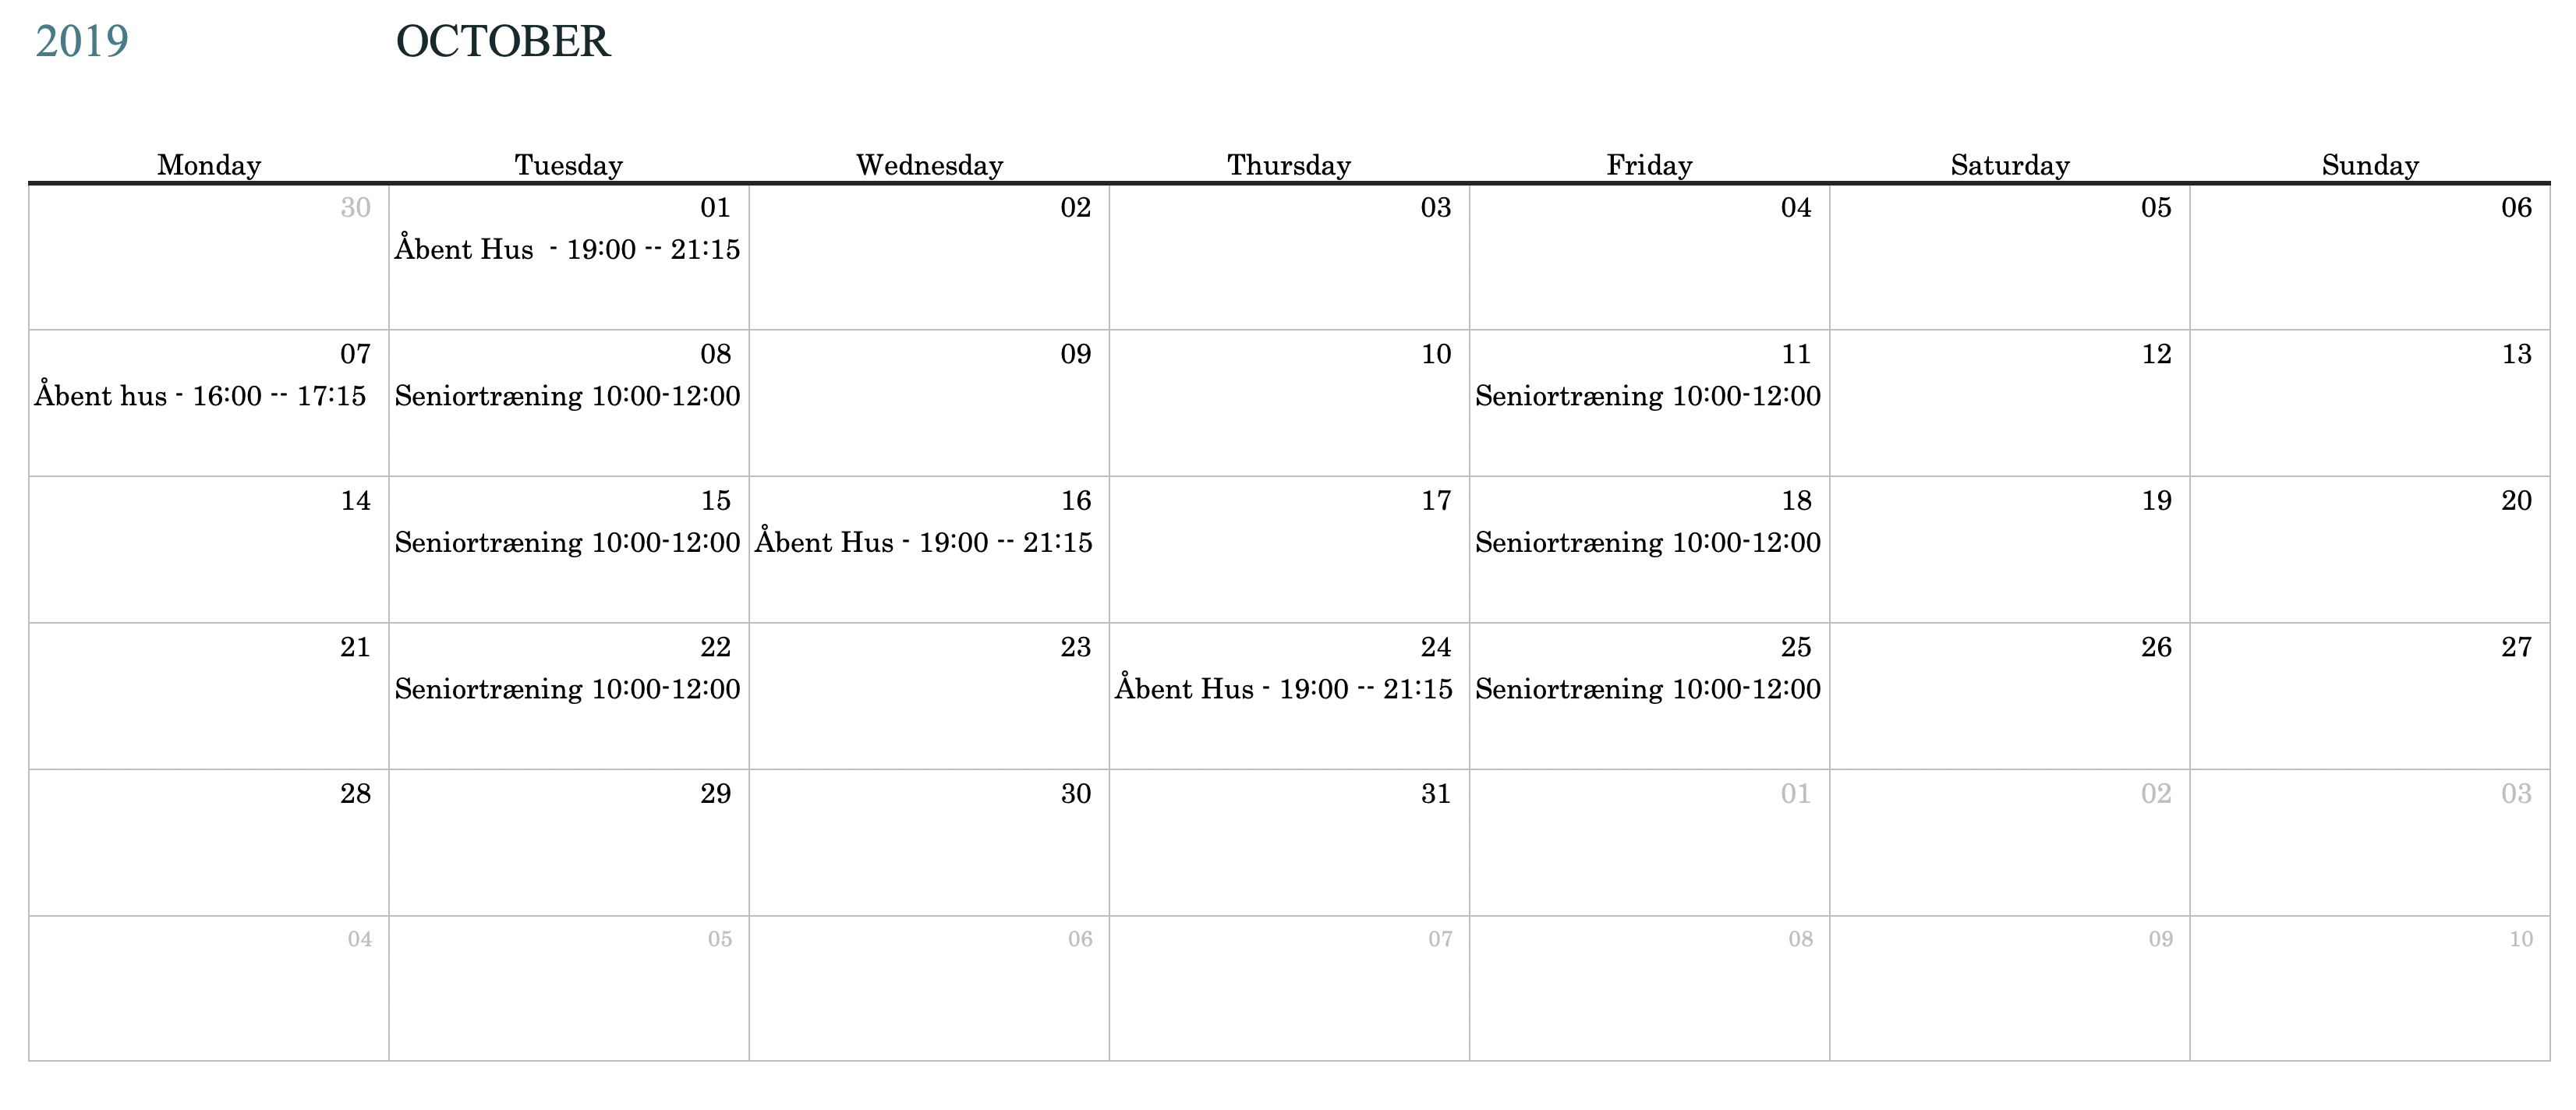 2019 OCTOBER
Monday Tuesday Wednesday Thursday Friday Saturday Sunday
30 01 02 03 04 05 06
Åbent Hus  - 19:00 -- 21:15
07 08 09 10 11 12 13
Åbent hus - 16:00 -- 17:15 Seniortræning 10:00-12:00 Seniortræning 10:00-12:00
14 15 16 17 18 19 20
Seniortræning 10:00-12:00 Åbent Hus - 19:00 -- 21:15 Seniortræning 10:00-12:00
21 22 23 24 25 26 27
Seniortræning 10:00-12:00 Åbent Hus - 19:00 -- 21:15 Seniortræning 10:00-12:00
28 29 30 31 01 02 03
04 05 06 07 08 09 10